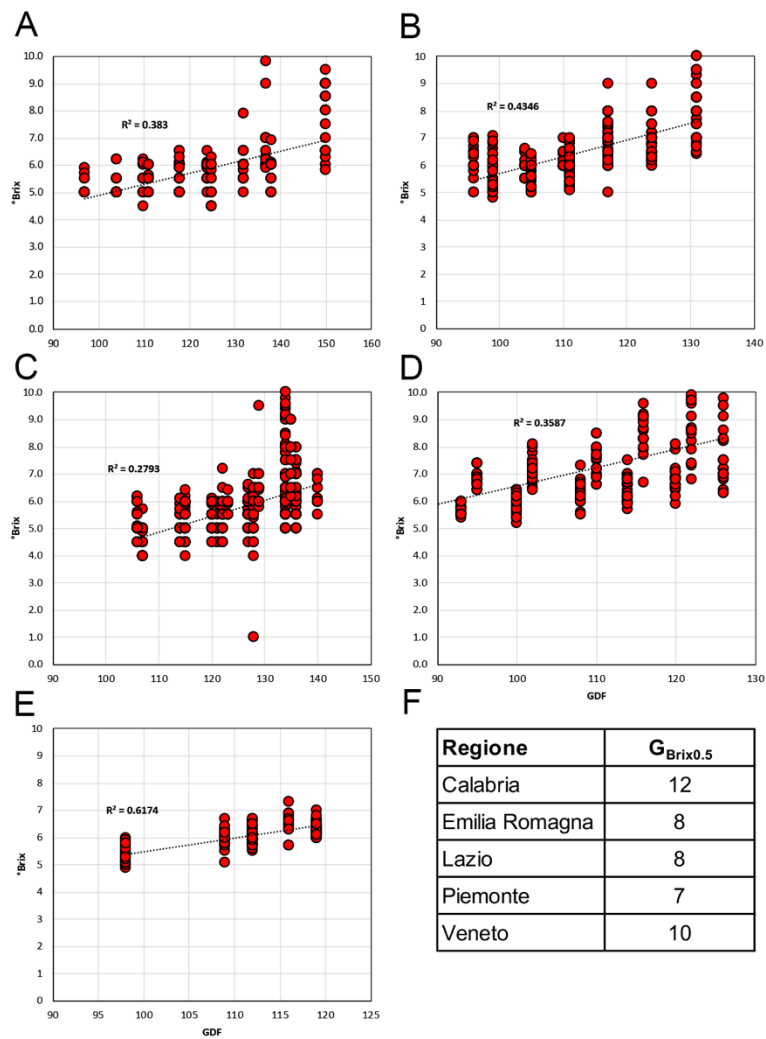 A
10.0
9.0
8.0
7.0
6.0
5.0
4.0
3.0
2.0
1.0
0.0
°Brix
R² = 0.383
90 100 110 120 130 140 150 160
B
10
9
8
7
6
5
4
3
2
1
0
°Brix
R² = 0.4346
90 100 110 120 130 140
C
10.0
9.0
8.0
7.0
6.0
5.0
4.0
3.0
2.0
1.0
0.0
°Brix
R² = 0.2793
90 100 110 120 130 140 150
D
10.0
9.0
8.0
7.0
6.0
5.0
4.0
3.0
2.0
1.0
0.0
°Brix
R² = 0.3587
90 100 110 120 130
GDF
E
10
9
8
7
6
5
4
3
2
1
0
°Brix
R² = 0.6174
90 95 100 105 110 115 120 125
GDF
F
Regione GBrix0.5
Calabria 12
Emilia Romagna 8
Lazio 8
Piemonte 7
Veneto 10